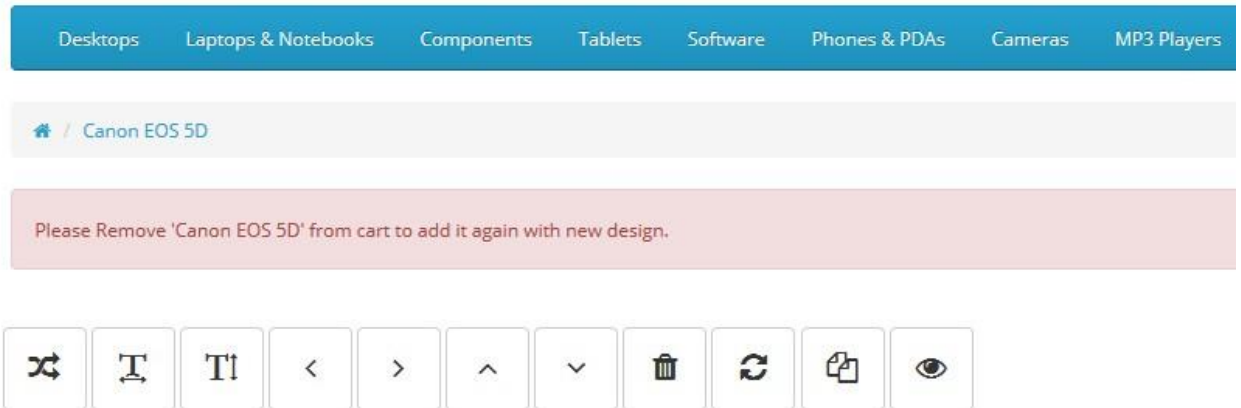 Desktops Laptops & Notebooks Components Tablets Software Phones & PDAs Cameras MP3 Players
/ Canon EOS 5D
Please Remove 'Canon EOS 5D' from cart to add it again with new design.